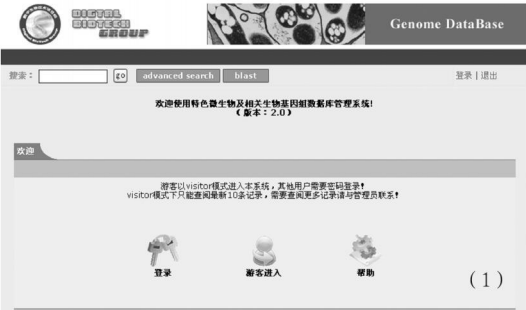 DIGITAL
BIOTECH
GROUP
Genome DataBase
搜索：
go
advanced search
blast
登录 | 退出
欢迎使用特色微生物及相关生物基因组数据库管理系统!
（版本：2.0）
欢迎
游客以visitor模式进入本系统，其他用户需要密码登录!
visitor模式下只能查阅最新10条记录，需要查阅更多记录请与管理员联系!
登录
游客进入
帮助
(1)